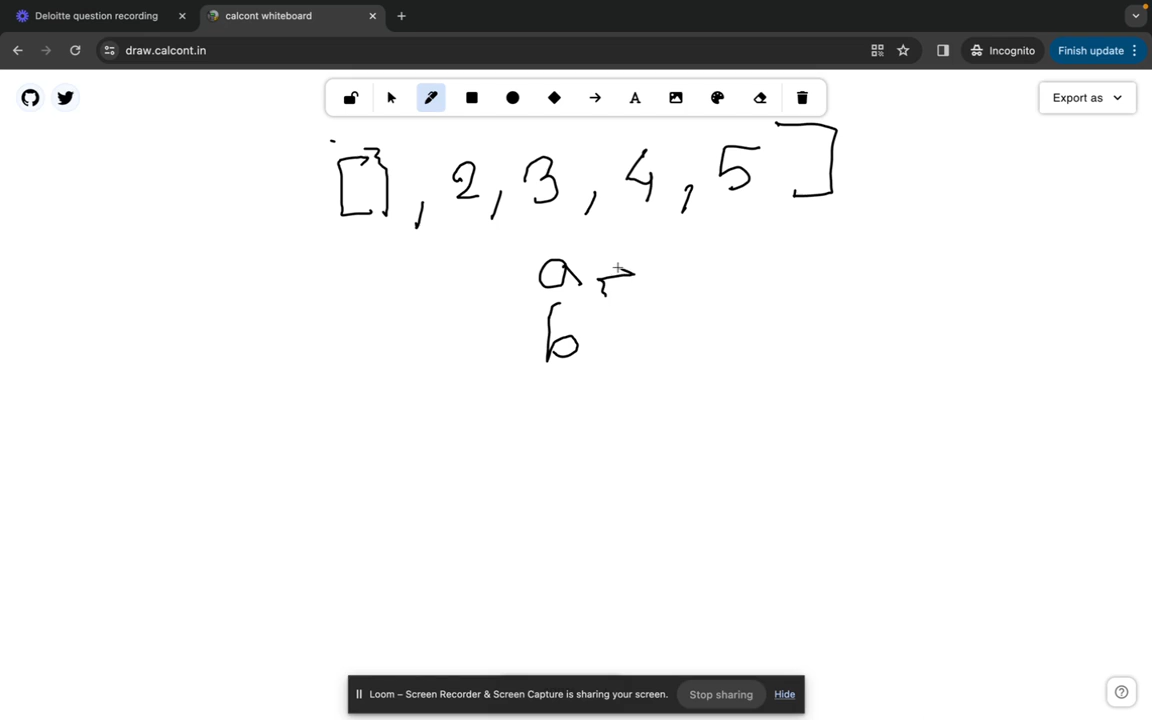 Deloitte question recording
calcont whiteboard
draw.calcont.in
Incognito
Finish update
A
Export as
[1, 2, 3, 4, 5]
a
b
Loom – Screen Recorder & Screen Capture is sharing your screen.
Stop sharing
Hide